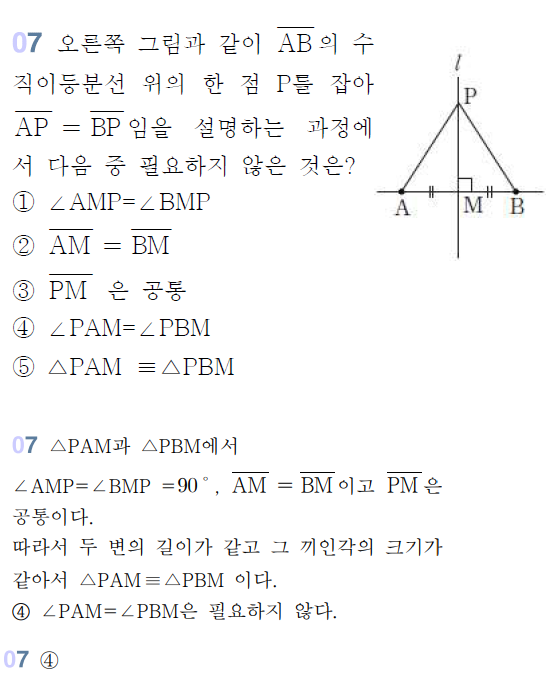 07 오른쪽 그림과 같이 AB의 수
직이등분선 위의 한 점 P틀 잡아
AP = BP임을 설명하는 과정에
서 다음 중 필요하지 않은 것은?
① ∠AMP=∠BMP
② AM = BM
③ PM 은 공통
④ ∠PAM=∠PBM
⑤ △PAM ≡△PBM
l
P
A
M
B
07 △PAM과 △PBM에서
∠AMP=∠BMP =90°, AM = BM이고 PM은
공통이다.
따라서 두 변의 길이가 같고 그 끼인각의 크기가
같아서 △PAM≡△PBM 이다.
④ ∠PAM=∠PBM은 필요하지 않다.
07 ④